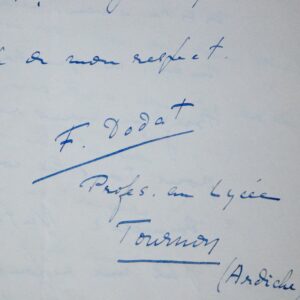 de mon respect.
F. Dodat
Profes. au Lycée
Tournon
(Ardèche